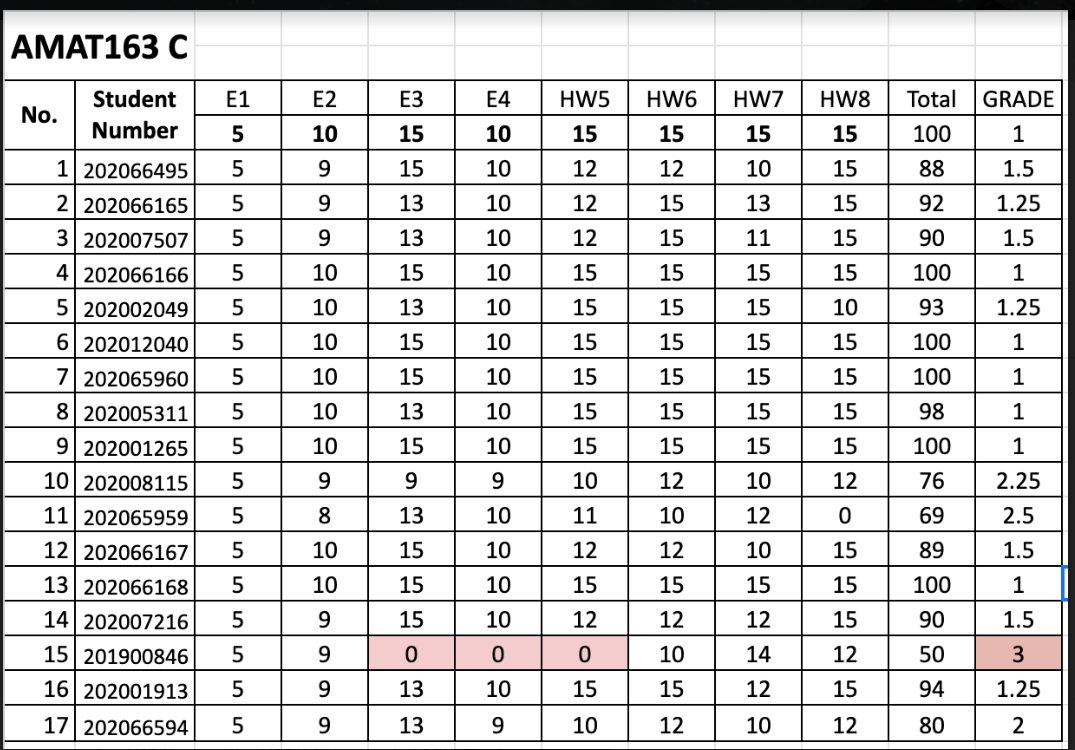 AMAT163 C
No. Student Number E1 E2 E3 E4 HW5 HW6 HW7 HW8 Total GRADE
5 10 15 10 15 15 15 15 100 1
1 202066495 5 9 15 10 12 12 10 15 88 1.5
2 202066165 5 9 13 10 12 15 13 15 92 1.25
3 202007507 5 9 13 10 12 15 11 15 90 1.5
4 202066166 5 10 15 10 15 15 15 15 100 1
5 202002049 5 10 13 10 15 15 15 10 93 1.25
6 202012040 5 10 15 10 15 15 15 15 100 1
7 202065960 5 10 15 10 15 15 15 15 100 1
8 202005311 5 10 13 10 15 15 15 15 98 1
9 202001265 5 10 15 10 15 15 15 15 100 1
10 202008115 5 9 9 9 10 12 10 12 76 2.25
11 202065959 5 8 13 10 11 10 12 0 69 2.5
12 202066167 5 10 15 10 12 12 10 15 89 1.5
13 202066168 5 10 15 10 15 15 15 15 100 1
14 202007216 5 9 15 10 12 12 12 15 90 1.5
15 201900846 5 9 0 0 0 10 14 12 50 3
16 202001913 5 9 13 10 15 15 12 15 94 1.25
17 202066594 5 9 13 9 10 12 10 12 80 2